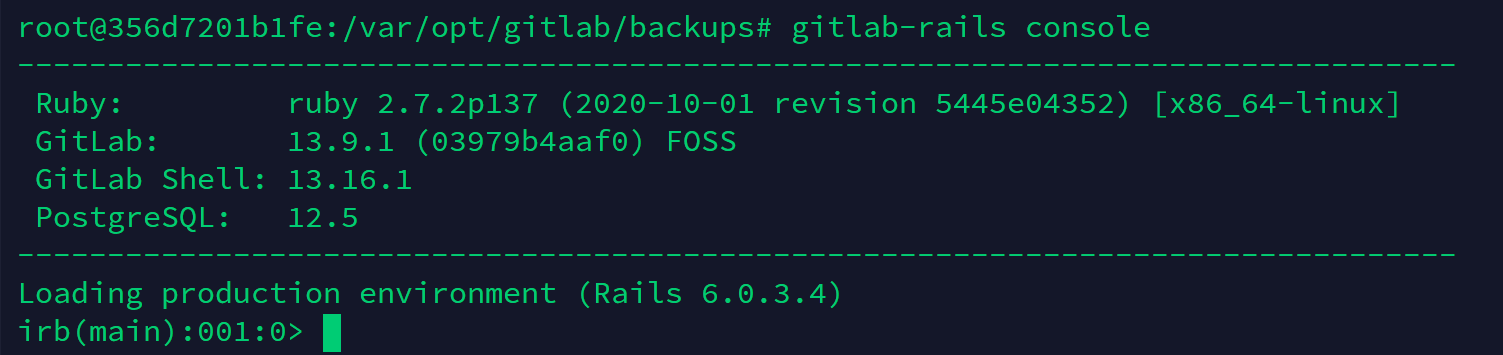 root@356d7201b1fe:/var/opt/gitlab/backups# gitlab-rails console
--------------------------------------------------------------------------------
Ruby:         ruby 2.7.2p137 (2020-10-01 revision 5445e04352) [x86_64-linux]
GitLab:       13.9.1 (03979b4aaf0) FOSS
GitLab Shell: 13.16.1
PostgreSQL:   12.5
--------------------------------------------------------------------------------
Loading production environment (Rails 6.0.3.4)
irb(main):001:0>